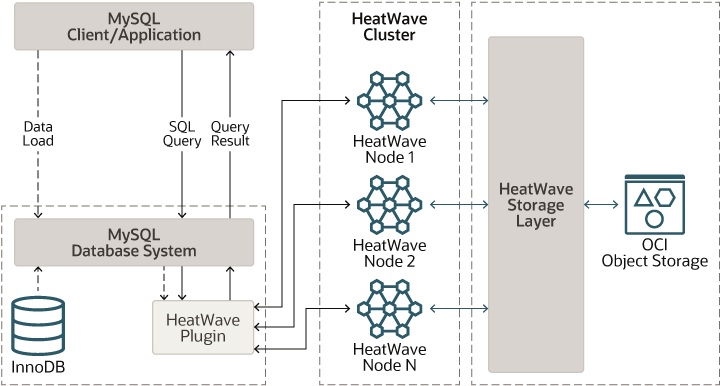 MySQL
Client/Application
Data
Load
SQL
Query
Query
Result
MySQL
Database System
InnoDB
HeatWave
Plugin
HeatWave
Cluster
HeatWave
Node 1
HeatWave
Node 2
HeatWave
Node N
HeatWave
Storage
Layer
OCI
Object Storage